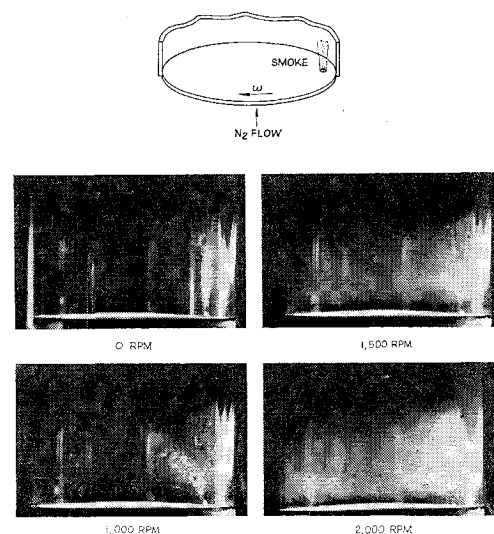 SMOKE
ω
N2 FLOW
0 RPM
1,500 RPM
1,000 RPM
2,000 RPM